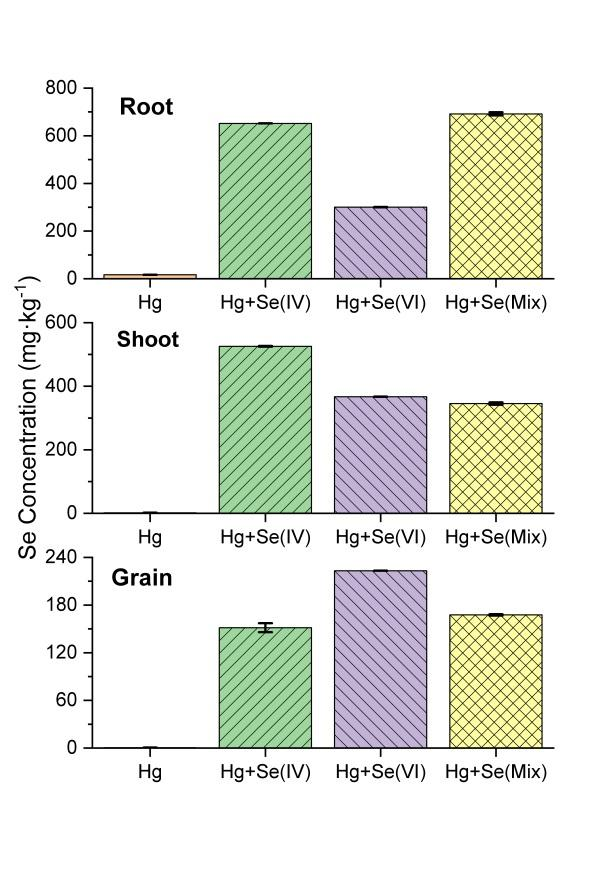 Se Concentration (mg·kg⁻¹)
Root
800
600
400
200
0
Hg Hg+Se(IV) Hg+Se(VI) Hg+Se(Mix)
Shoot
600
400
200
0
Hg Hg+Se(IV) Hg+Se(VI) Hg+Se(Mix)
Grain
240
180
120
60
0
Hg Hg+Se(IV) Hg+Se(VI) Hg+Se(Mix)